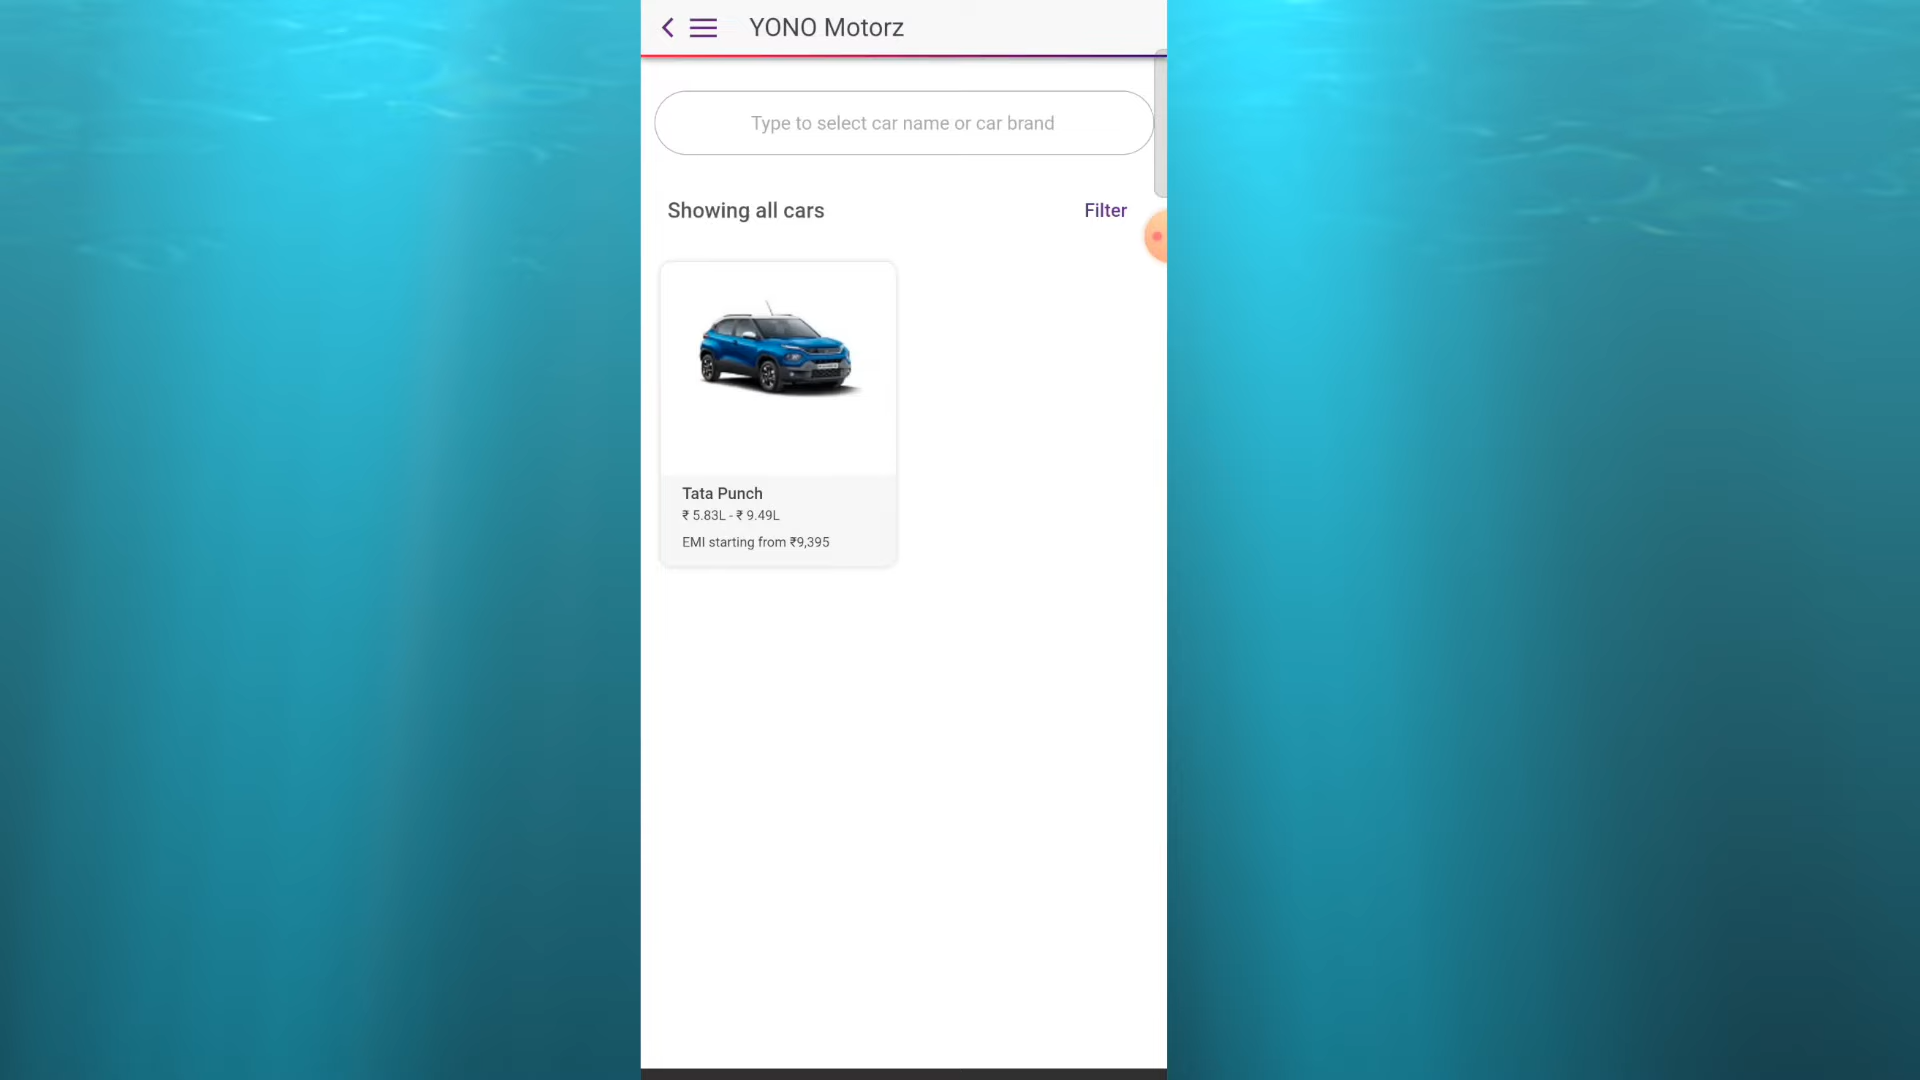 YONO Motorz
Type to select car name or car brand
Showing all cars
Filter
Tata Punch
₹ 5.83L - ₹ 9.49L
EMI starting from ₹9,395